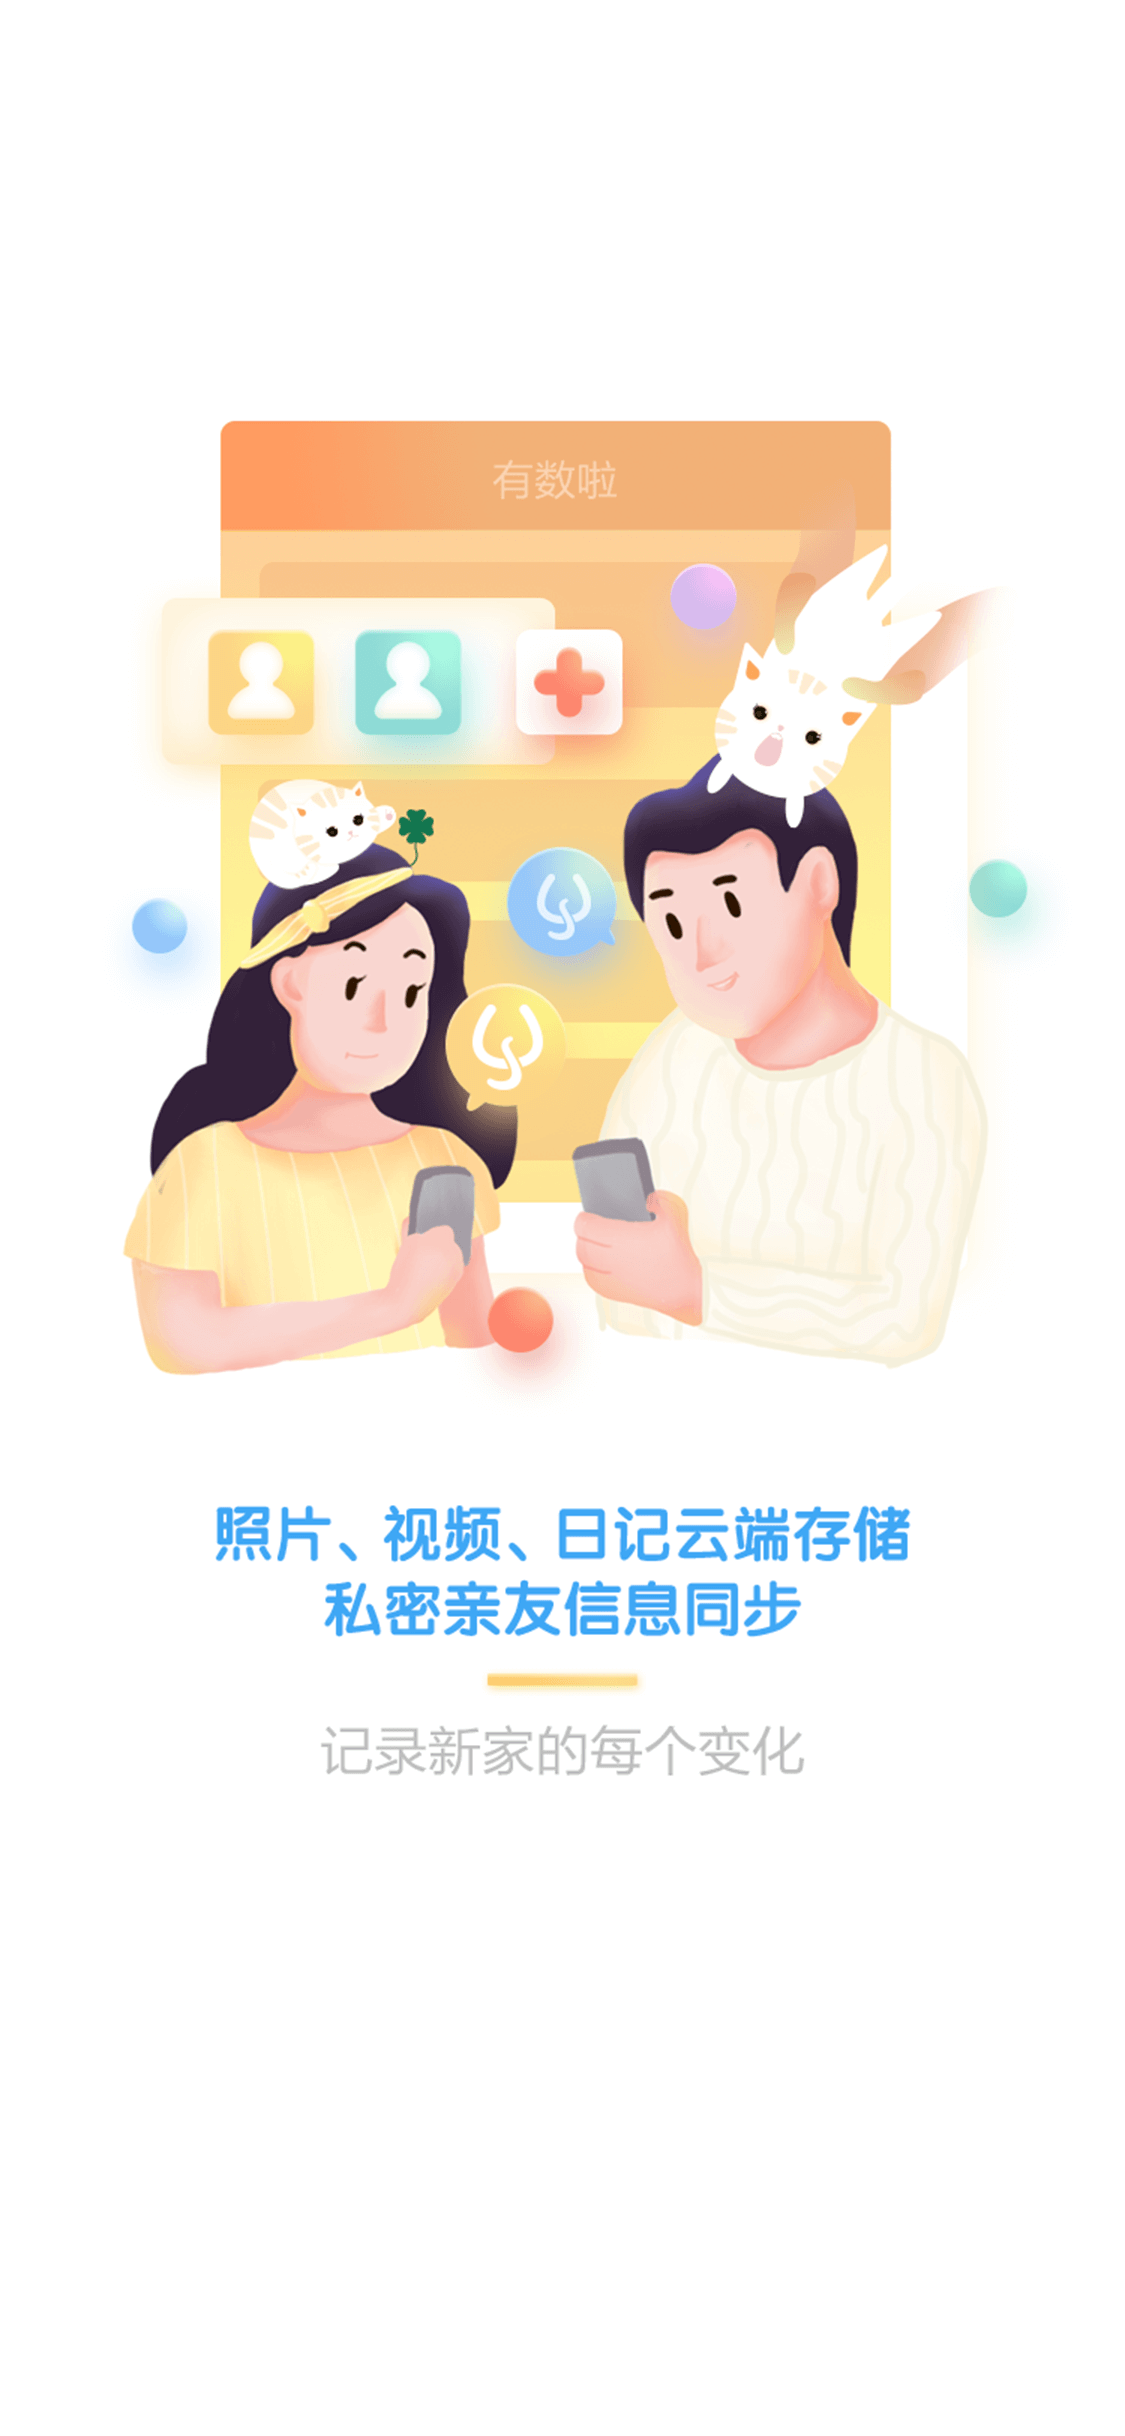 有数啦
照片、视频、日记云端存储
私密亲友信息同步
记录新家的每个变化